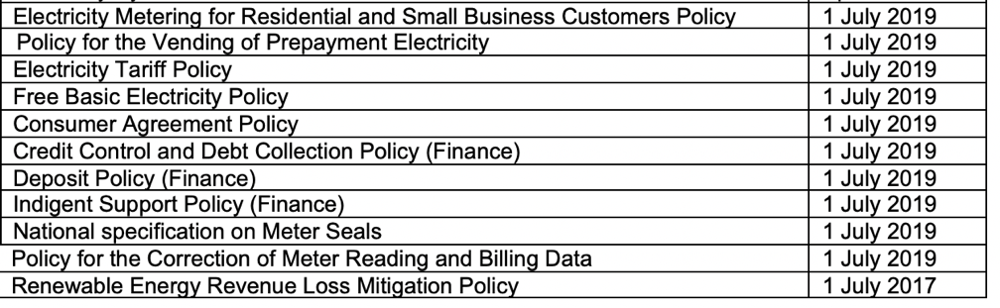 Electricity Metering for Residential and Small Business Customers Policy 1 July 2019
Policy for the Vending of Prepayment Electricity 1 July 2019
Electricity Tariff Policy 1 July 2019
Free Basic Electricity Policy 1 July 2019
Consumer Agreement Policy 1 July 2019
Credit Control and Debt Collection Policy (Finance) 1 July 2019
Deposit Policy (Finance) 1 July 2019
Indigent Support Policy (Finance) 1 July 2019
National specification on Meter Seals 1 July 2019
Policy for the Correction of Meter Reading and Billing Data 1 July 2019
Renewable Energy Revenue Loss Mitigation Policy 1 July 2017